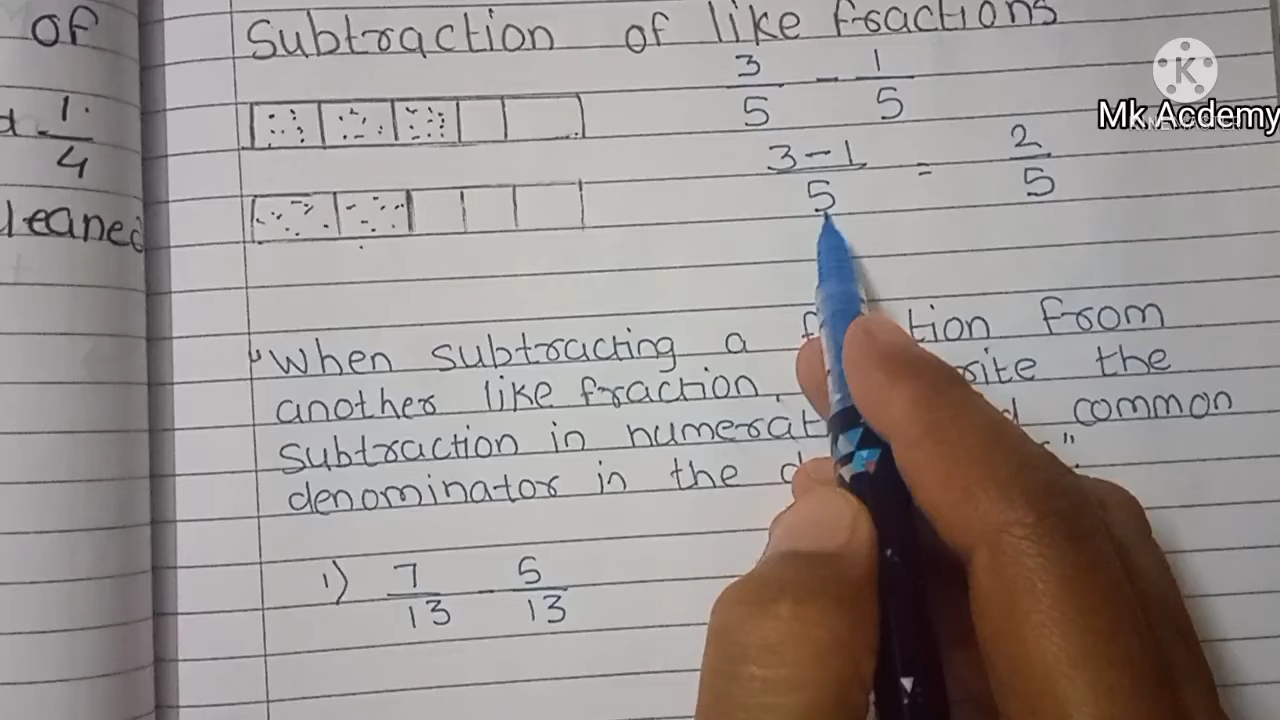 of
Subtraction of like fractions
3/5 - 1/5
1/4
Mk Acdemy
3-1/5 = 2/5
leaned
"When subtracting a
From
another like fraction, the
subtraction in numerat common
denominator in the
1) 7/13 - 5/13